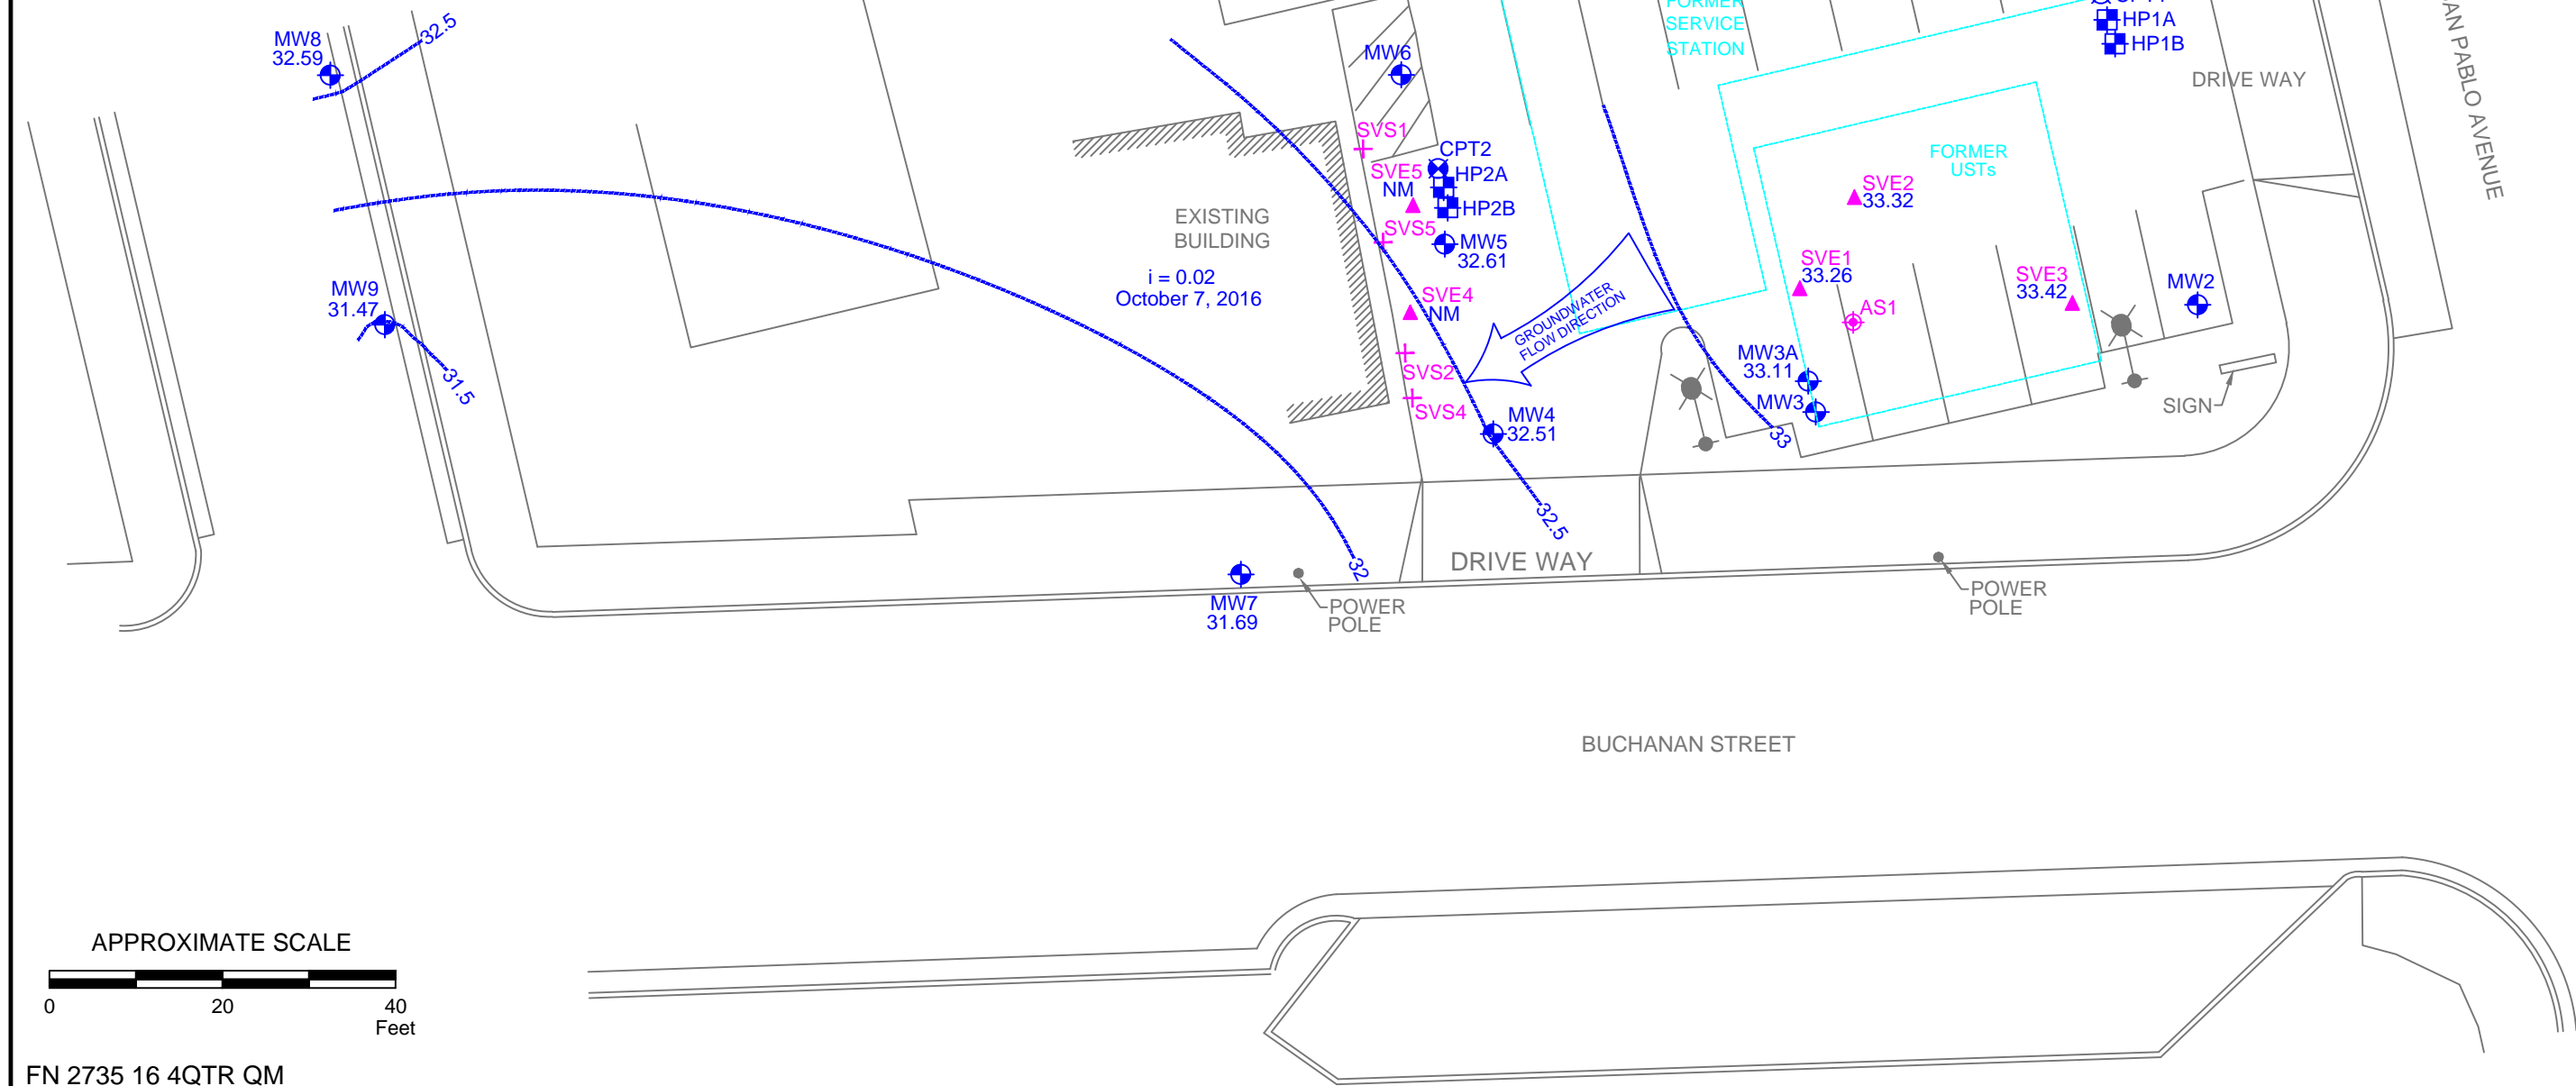 FORMER
SERVICE
STATION
HP1A
HP1B
DRIVE WAY
AN PABLO AVENUE
MW8
32.59
32.5
MW6
SVS1
CPT2
SVE5
NM
HP2A
HP2B
SVS5
MW5
32.61
EXISTING
BUILDING
i = 0.02
October 7, 2016
FORMER
USTs
SVE2
33.32
SVE1
33.26
SVE3
33.42
MW2
AS1
MW9
31.47
31.5
SVE4
NM
GROUNDWATER
FLOW DIRECTION
SVS2
SVS4
MW4
32.51
MW3A
33.11
MW3
33
SIGN
32.5
32
DRIVE WAY
MW7
31.69
POWER
POLE
POWER
POLE
BUCHANAN STREET
APPROXIMATE SCALE
0 20 40
Feet
FN 2735 16 4QTR QM